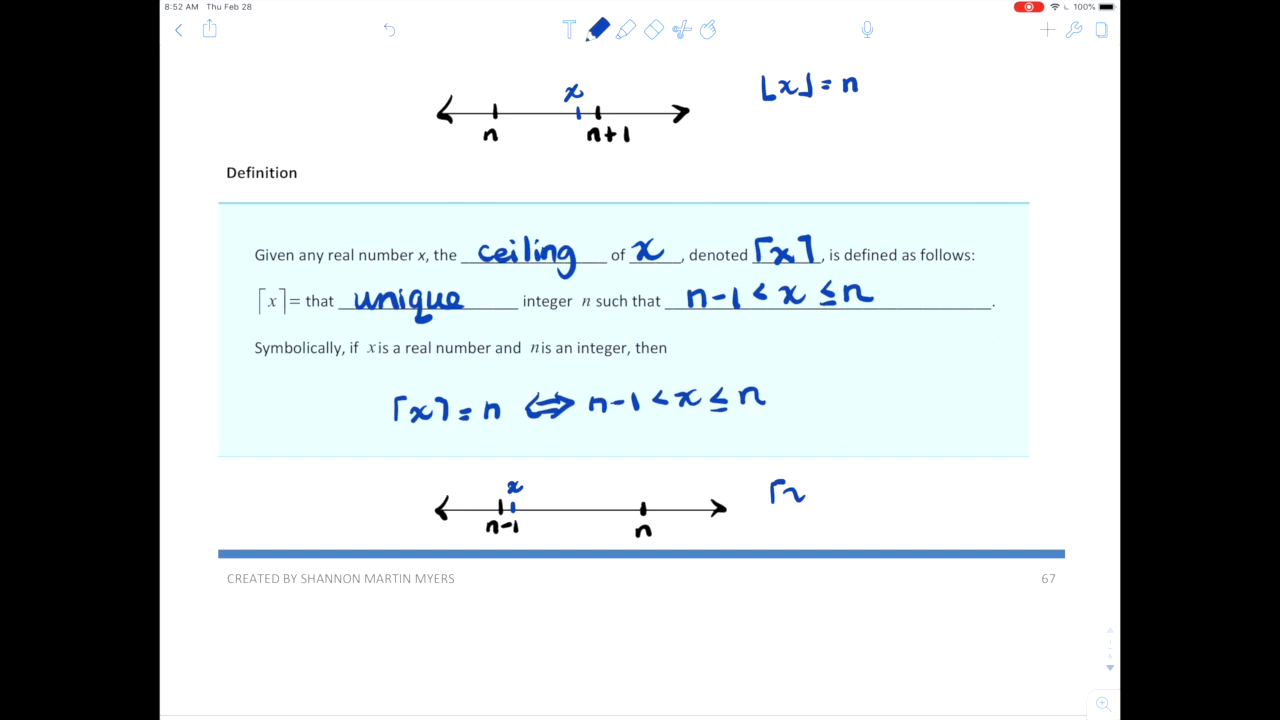 8:52 AM Thu Feb 28 100%
x ⌊x⌋ = n
n n+1
Definition
Given any real number x, the ceiling of x, denoted ⌈x⌉, is defined as follows:
⌈x⌉ = that unique integer n such that n-1 < x ≤ n.
Symbolically, if x is a real number and n is an integer, then
⌈x⌉ = n ⟺ n-1 < x ≤ n
x
n-1 n
CREATED BY SHANNON MARTIN MYERS 67